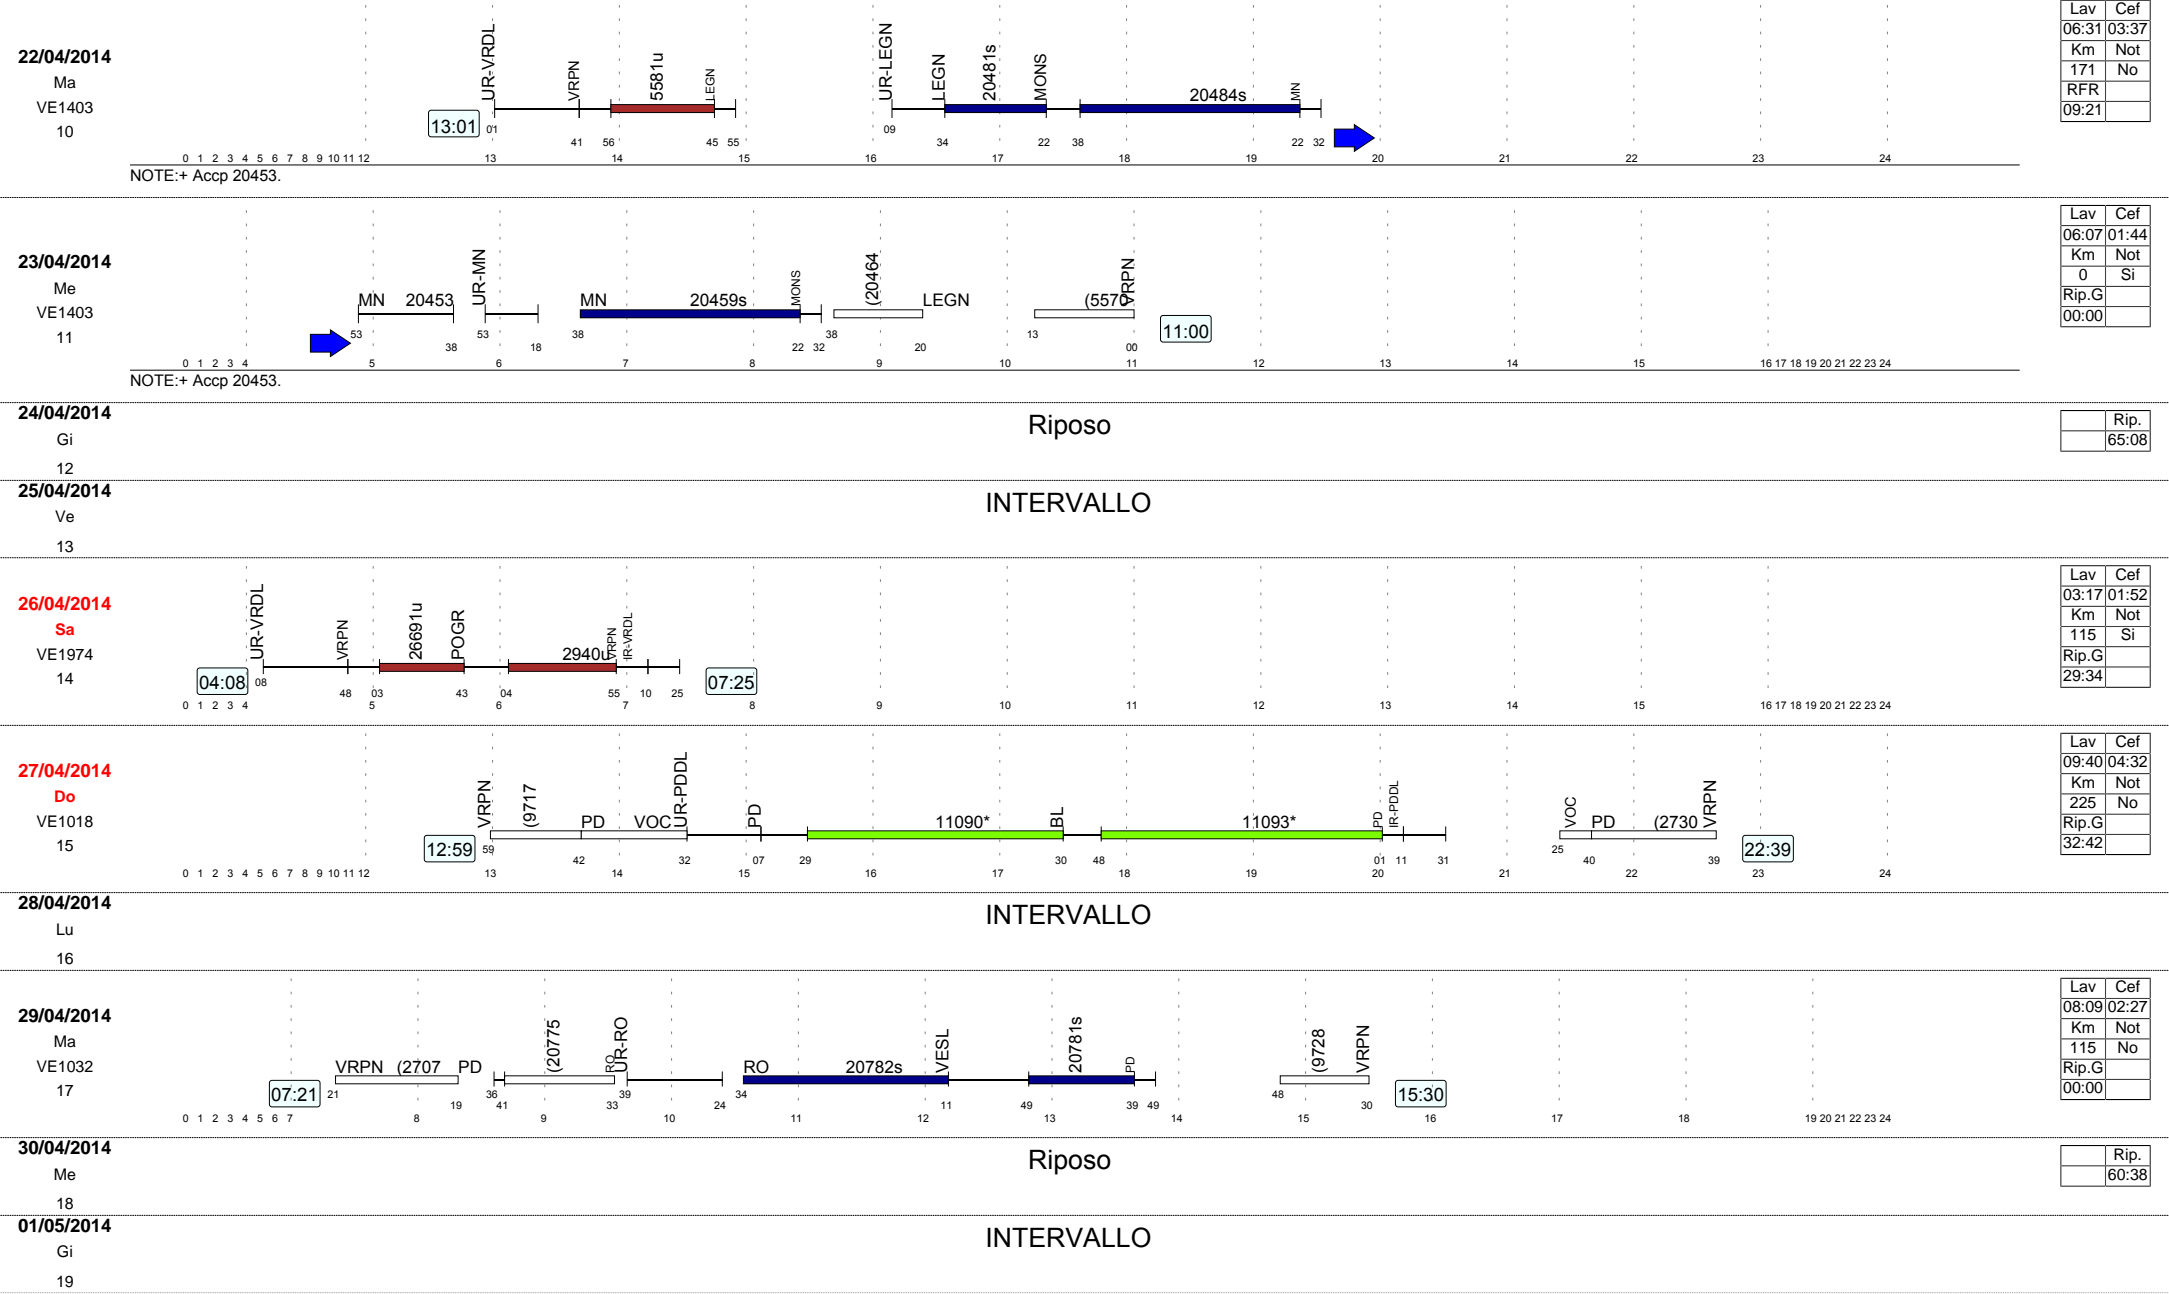 22/04/2014
Ma
VE1403
10
13:01
UR-VRDL VRPN 5581u LEGN UR-LEGN LEGN 20481s MONS 20484s MN
01 41 56 45 55 09 34 22 38 22 32
0 1 2 3 4 5 6 7 8 9 10 11 12 13 14 15 16 17 18 19 20 21 22 23 24
NOTE:+ Accp 20453.
Lav Cef
06:31 03:37
Km Not
171 No
RFR
09:21
23/04/2014
Me
VE1403
11
MN 20453 UR-MN MN 20459s MONS (20464 LEGN (5570 VRPN
53 38 53 18 38 22 32 38 20 13 00
11:00
0 1 2 3 4 5 6 7 8 9 10 11 12 13 14 15 16 17 18 19 20 21 22 23 24
NOTE:+ Accp 20453.
Lav Cef
06:07 01:44
Km Not
0 Si
Rip.G
00:00
24/04/2014
Gi
12
Riposo
Rip.
65:08
25/04/2014
Ve
13
INTERVALLO
26/04/2014
Sa
VE1974
14
04:08
UR-VRDL VRPN 26691u POGR 2940u VRPN IR-VRDL
08 48 03 43 04 55 10 25
07:25
0 1 2 3 4 5 6 7 8 9 10 11 12 13 14 15 16 17 18 19 20 21 22 23 24
Lav Cef
03:17 01:52
Km Not
115 Si
Rip.G
29:34
27/04/2014
Do
VE1018
15
12:59
VRPN (9717 PD VOC UR-PDDL PD 11090* BL 11093* PD IR-PDDL VOC PD (2730 VRPN
59 42 32 07 29 30 48 01 11 31 25 40 39
22:39
0 1 2 3 4 5 6 7 8 9 10 11 12 13 14 15 16 17 18 19 20 21 22 23 24
Lav Cef
09:40 04:32
Km Not
225 No
Rip.G
32:42
28/04/2014
Lu
16
INTERVALLO
29/04/2014
Ma
VE1032
17
07:21
VRPN (2707 PD (20775 RO UR-RO RO 20782s VESL 20781s PD (9728 VRPN
21 19 36 41 33 39 24 34 11 49 39 49 48 30
15:30
0 1 2 3 4 5 6 7 8 9 10 11 12 13 14 15 16 17 18 19 20 21 22 23 24
Lav Cef
08:09 02:27
Km Not
115 No
Rip.G
00:00
30/04/2014
Me
18
Riposo
Rip.
60:38
01/05/2014
Gi
19
INTERVALLO